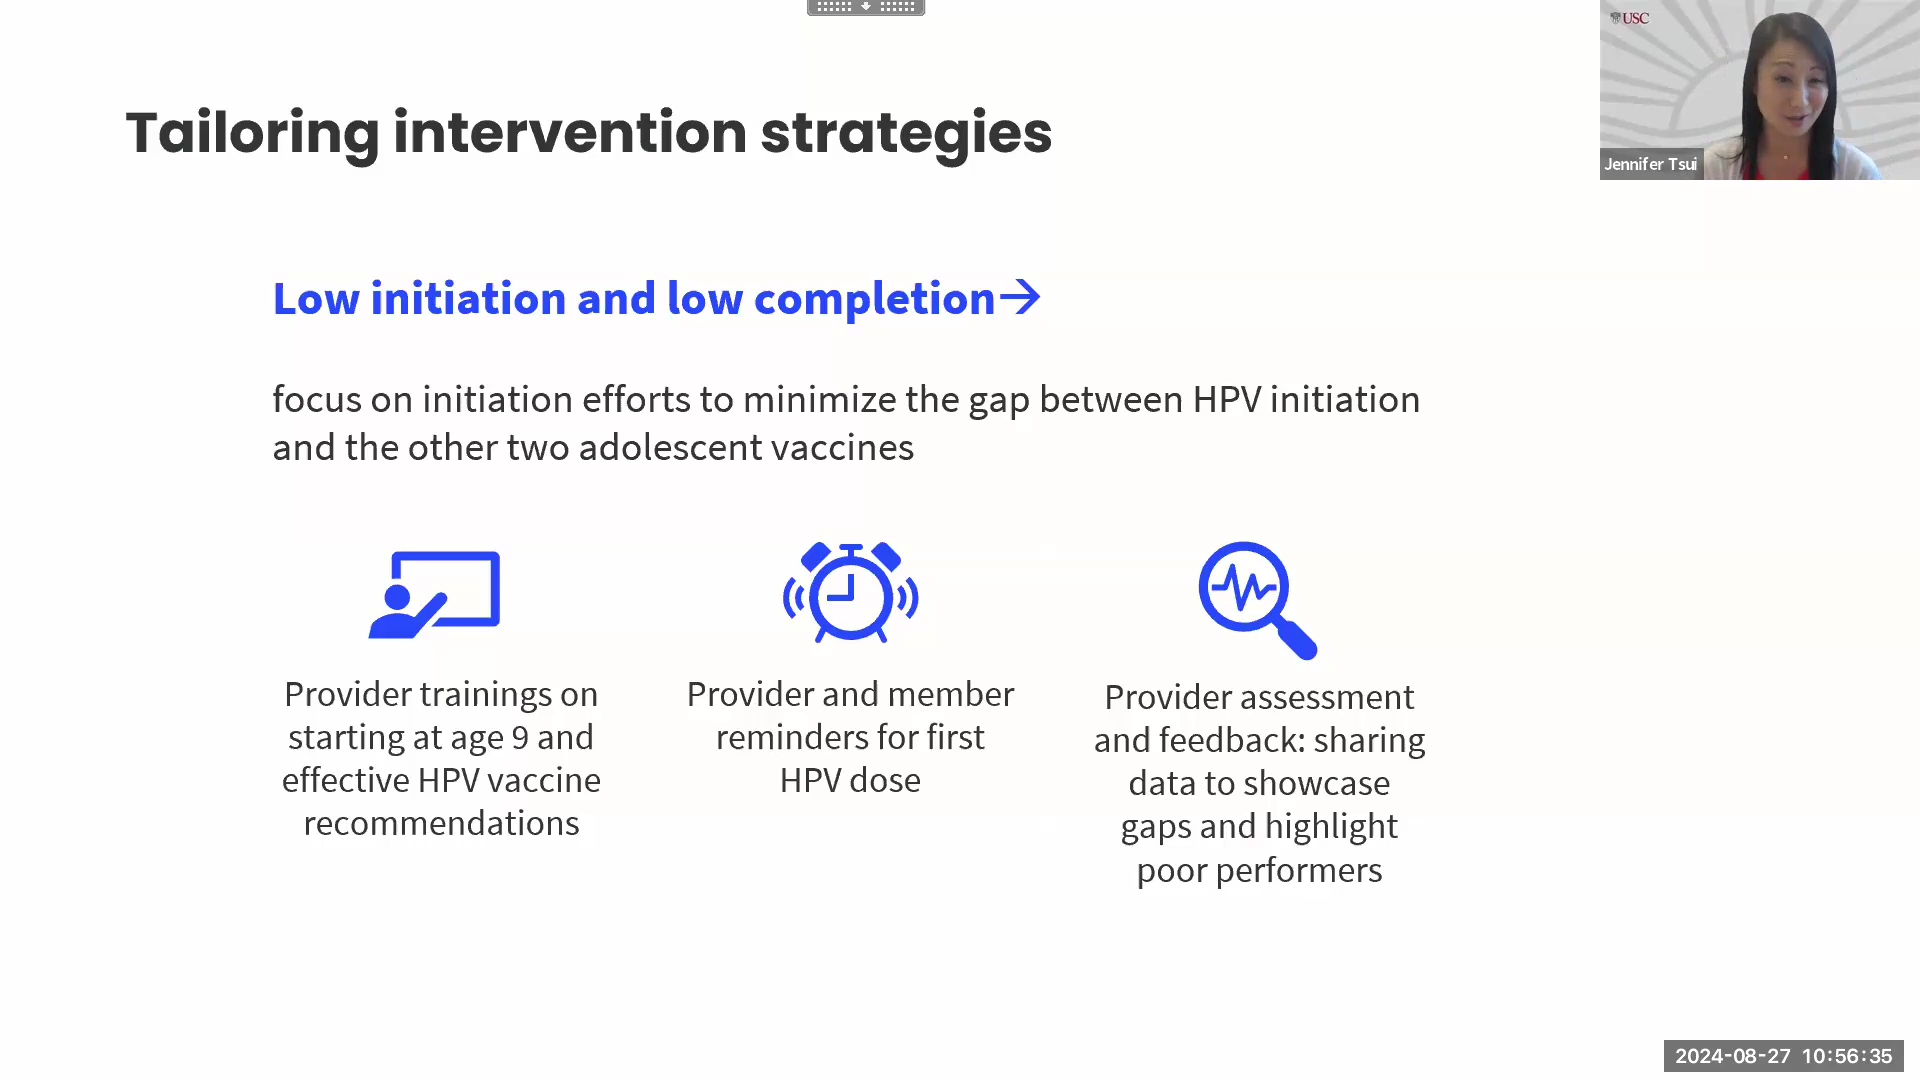 USC
Jennifer Tsui
Tailoring intervention strategies
Low initiation and low completion→
focus on initiation efforts to minimize the gap between HPV initiation
and the other two adolescent vaccines
Provider trainings on
starting at age 9 and
effective HPV vaccine
recommendations
Provider and member
reminders for first
HPV dose
Provider assessment
and feedback: sharing
data to showcase
gaps and highlight
poor performers
2024-08-27 10:56:35